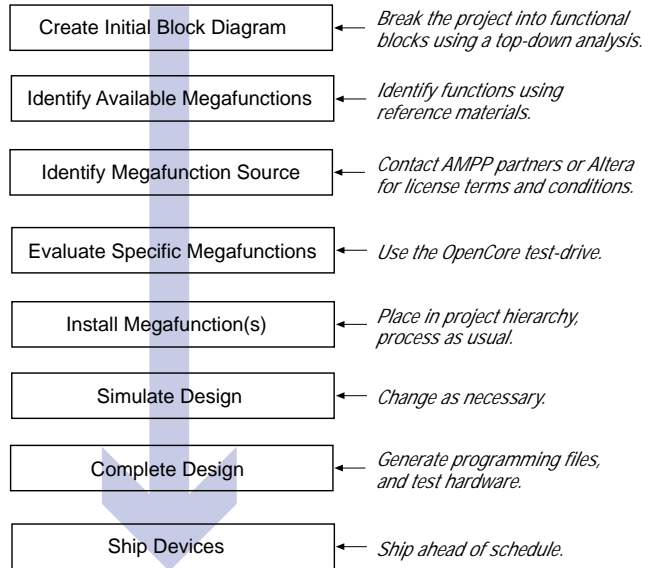 Create Initial Block Diagram
Break the project into functional
blocks using a top-down analysis.
Identify Available Megafunctions
Identify functions using
reference materials.
Identify Megafunction Source
Contact AMPP partners or Altera
for license terms and conditions.
Evaluate Specific Megafunctions
Use the OpenCore test-drive.
Install Megafunction(s)
Place in project hierarchy,
process as usual.
Simulate Design
Change as necessary.
Complete Design
Generate programming files,
and test hardware.
Ship Devices
Ship ahead of schedule.